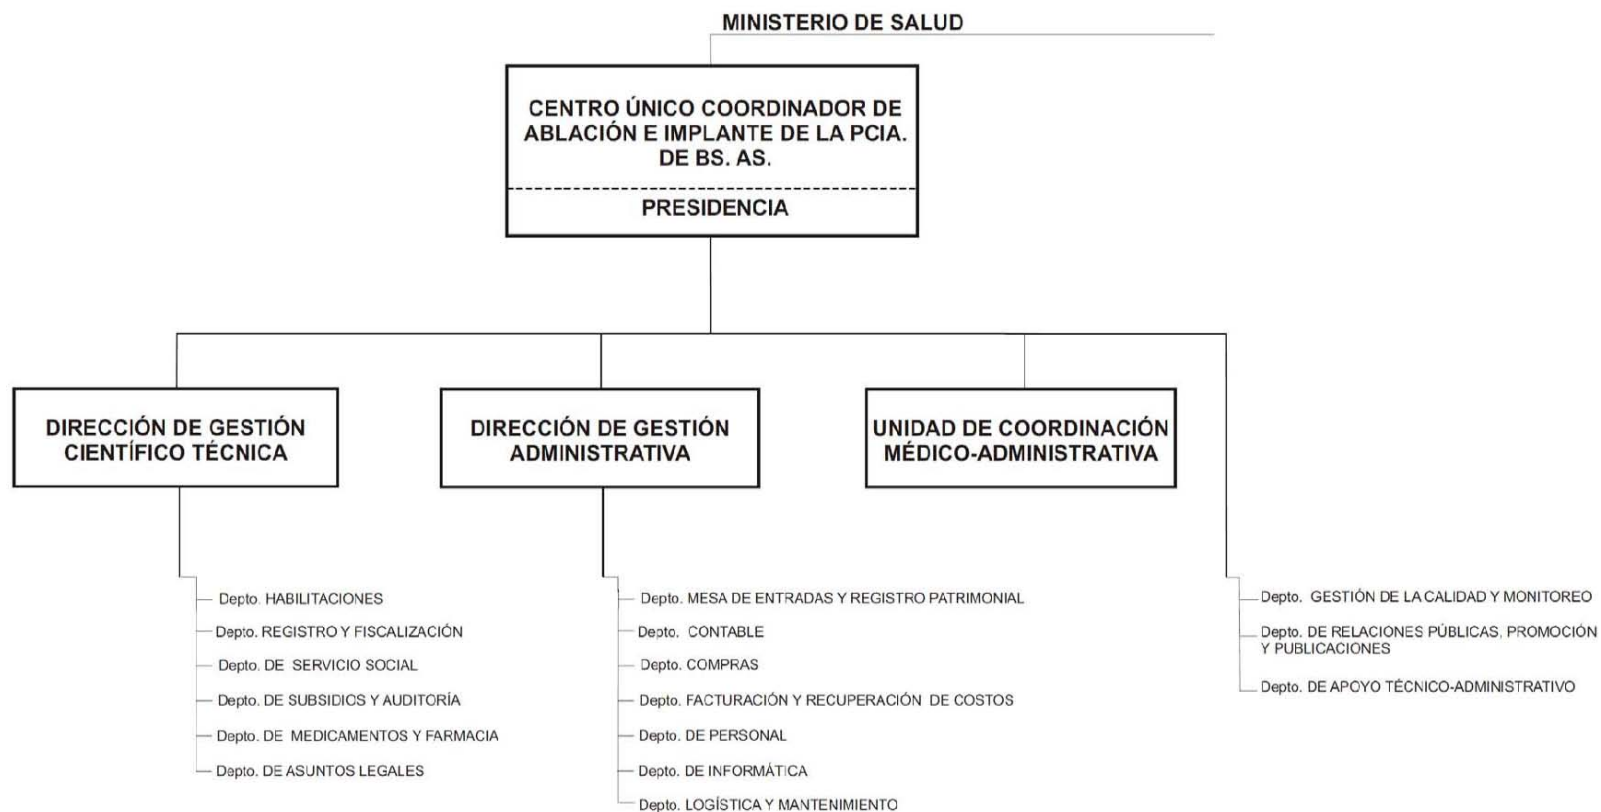 MINISTERIO DE SALUD
CENTRO ÚNICO COORDINADOR DE
ABLACIÓN E IMPLANTE DE LA PCIA.
DE BS. AS.
PRESIDENCIA
DIRECCIÓN DE GESTIÓN
CIENTÍFICO TÉCNICA
DIRECCIÓN DE GESTIÓN
ADMINISTRATIVA
UNIDAD DE COORDINACIÓN
MÉDICO-ADMINISTRATIVA
Depto. HABILITACIONES
Depto. REGISTRO Y FISCALIZACIÓN
Depto. DE SERVICIO SOCIAL
Depto. DE SUBSIDIOS Y AUDITORÍA
Depto. DE MEDICAMENTOS Y FARMACIA
Depto. DE ASUNTOS LEGALES
Depto. MESA DE ENTRADAS Y REGISTRO PATRIMONIAL
Depto. CONTABLE
Depto. COMPRAS
Depto. FACTURACIÓN Y RECUPERACIÓN DE COSTOS
Depto. DE PERSONAL
Depto. DE INFORMÁTICA
Depto. LOGÍSTICA Y MANTENIMIENTO
Depto. GESTIÓN DE LA CALIDAD Y MONITOREO
Depto. DE RELACIONES PÚBLICAS, PROMOCIÓN
Y PUBLICACIONES
Depto. DE APOYO TÉCNICO-ADMINISTRATIVO